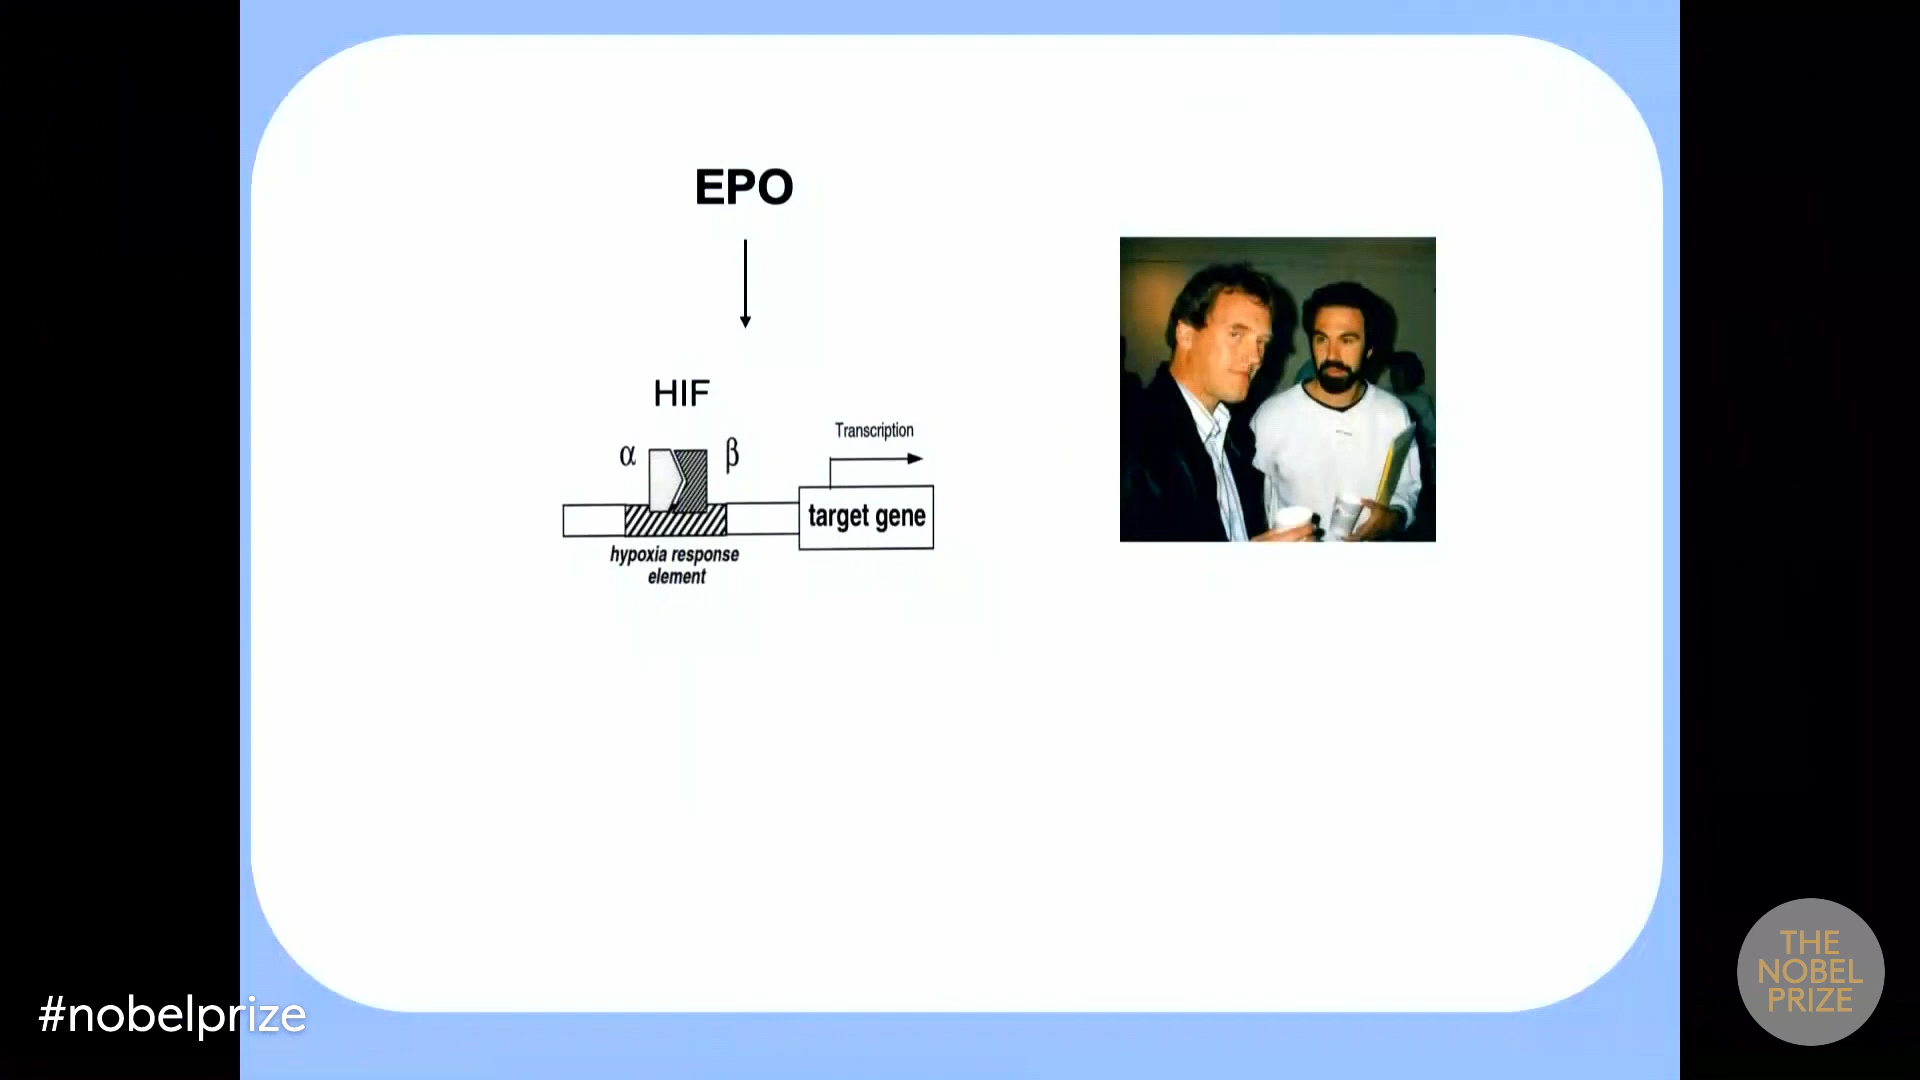 EPO
HIF
α
β
Transcription
target gene
hypoxia response
element
#nobelprize
THE
NOBEL
PRIZE